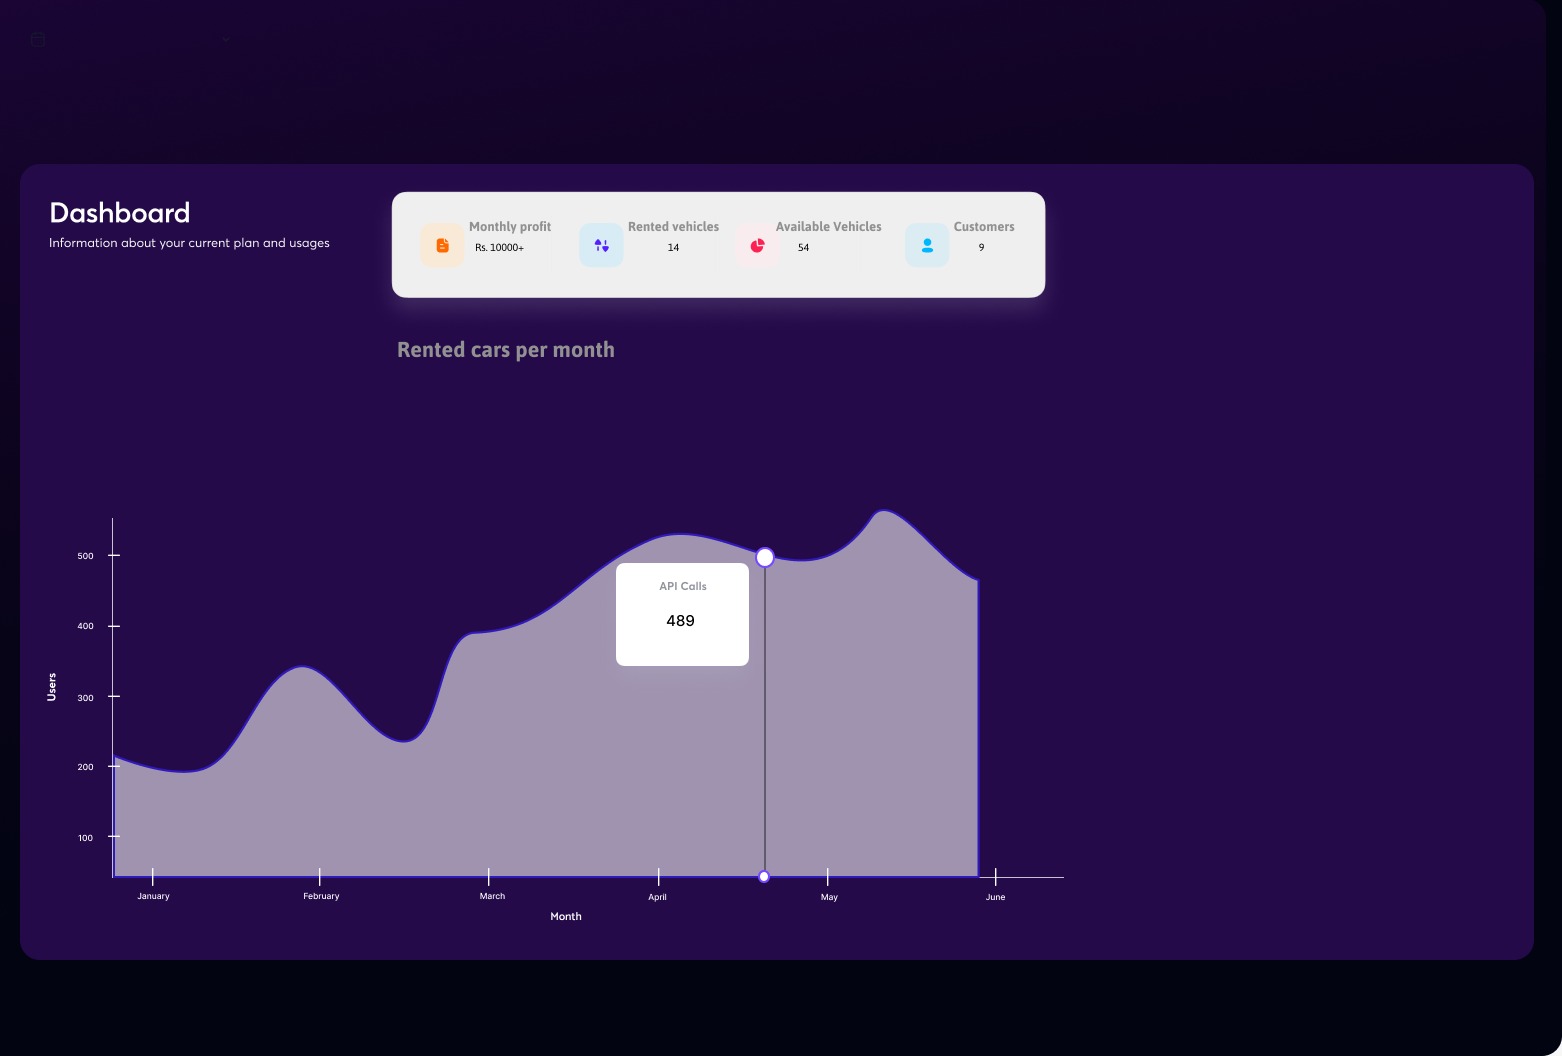 Dashboard
Information about your current plan and usages
Monthly profit
Rs. 10000+
Rented vehicles
14
Available Vehicles
54
Customers
9
Rented cars per month
500
400
300
200
100
Users
API Calls
489
January
February
March
April
May
June
Month